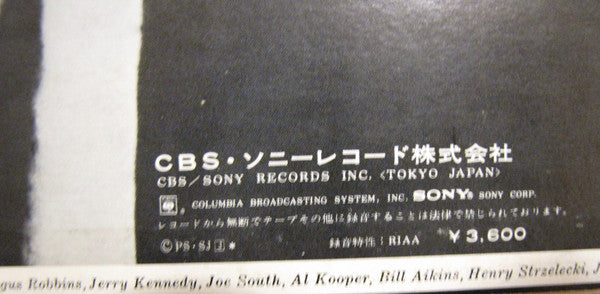 CBS・ソニーレコード株式会社
CBS/SONY RECORDS INC. <TOKYO JAPAN>
COLUMBIA BROADCASTING SYSTEM, INC. SONY® SONY CORP.
レコードから無断でテープその他に録音することは法律で禁じられております。
Ⓒ PS・SJ J * 録音特性：RIAA ¥3,600
gus Robbins, Jerry Kennedy, Joe South, Al Kooper, Bill Aikins, Henry Strzelecki, J